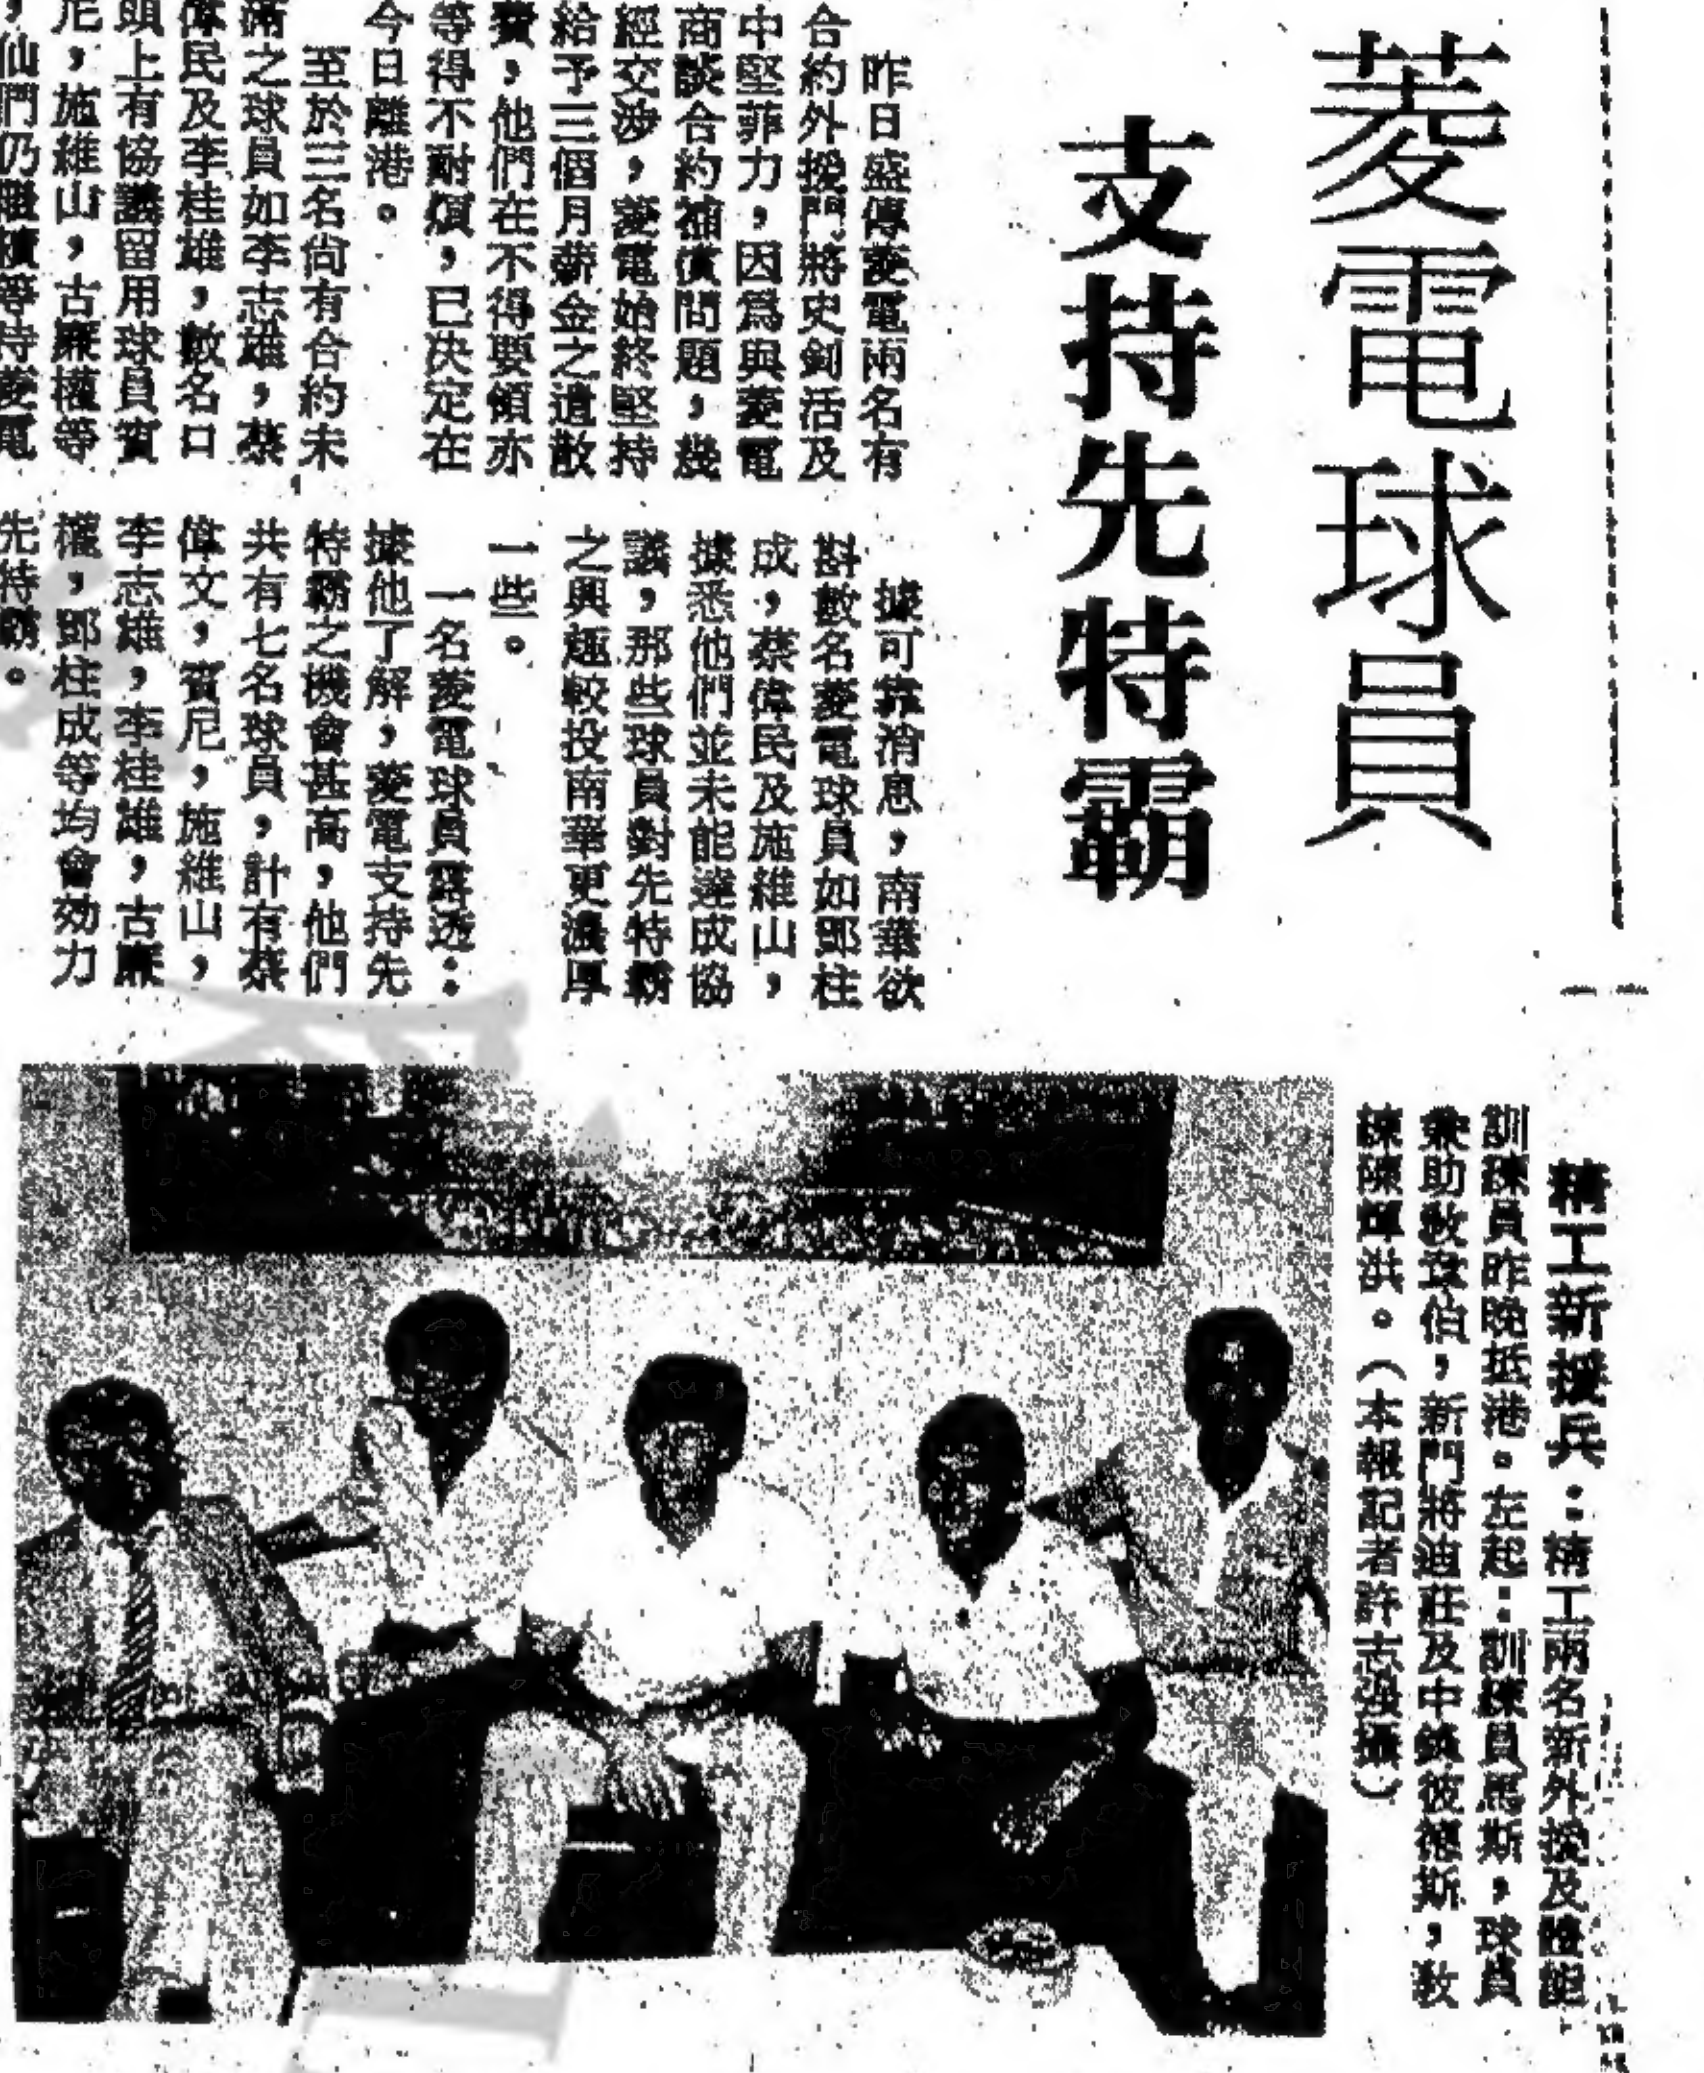 菱電球員
支持先特霸
昨日盛傳菱電兩名有
合約外援門將史釗活及
中堅菲力，因為與菱電
商談合約補償問題，幾
經交涉，菱電始終堅持
給予三個月薪金之遣散
費，他們在不得要領亦
等得不耐煩，已決定在
今日離港。
至於三名尚有合約未
滿之球員如李志雄，蔡
偉民及李桂雄，數名口
頭上有協議留用球員賓
尼，施維山，古廉權等
，他們仍繼續等待菱電
據可靠消息，南華欲
斟數名菱電球員如鄧柱
成，蔡偉民及施維山，
據悉他們並未能達成協
議，那些球員對先特霸
之興趣較投南華更濃厚
一些。
一名菱電球員露透：
據他了解，菱電支持先
特霸之機會甚高，他們
共有七名球員，計有蔡
偉文，賓尼，施維山，
李志雄，李桂雄，古廉
權，鄧柱成等均會効力
先特霸。
精工新援兵：精工兩名新外援及體能
訓練員昨晚抵港。左起：訓練員馬斯，球員
兼助教球伯，新門將迪莊及中鋒彼德斯，教
練陳輝洪。（本報記者許志強攝）